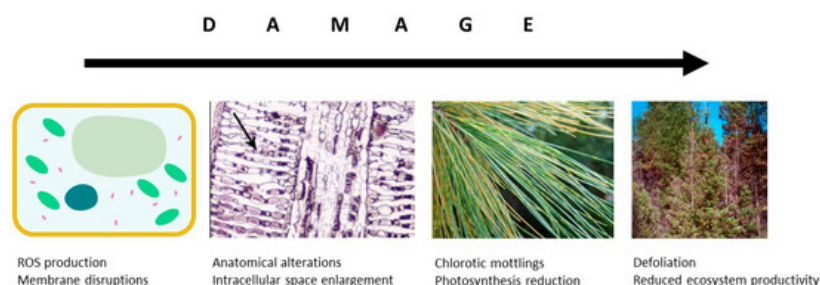 D A M A G E
ROS production
Membrane disruptions
Anatomical alterations
Intracellular space enlargement
Chlorotic mottlings
Photosynthesis reduction
Defoliation
Reduced ecosystem productivity